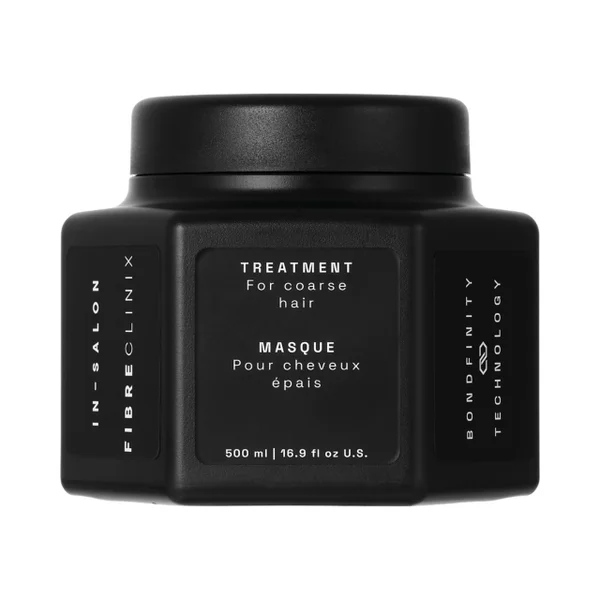 IN-SALON
FIBRECLINIX
TREATMENT
For coarse
hair
MASQUE
Pour cheveux
épais
500 ml | 16.9 fl oz U.S.
BONDFINITY
TECHNOLOGY